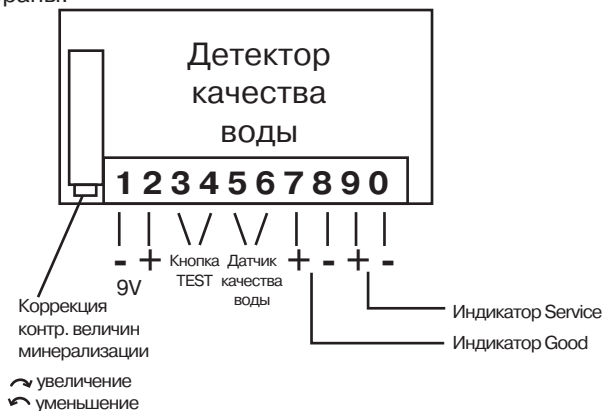 раны.
Детектор
качества
воды
1 2 3 4 5 6 7 8 9 0
- + Кнопка Датчик + - + -
9V TEST качества
воды
Коррекция
контр. величин
минерализации
увеличение
уменьшение
Индикатор Service
Индикатор Good